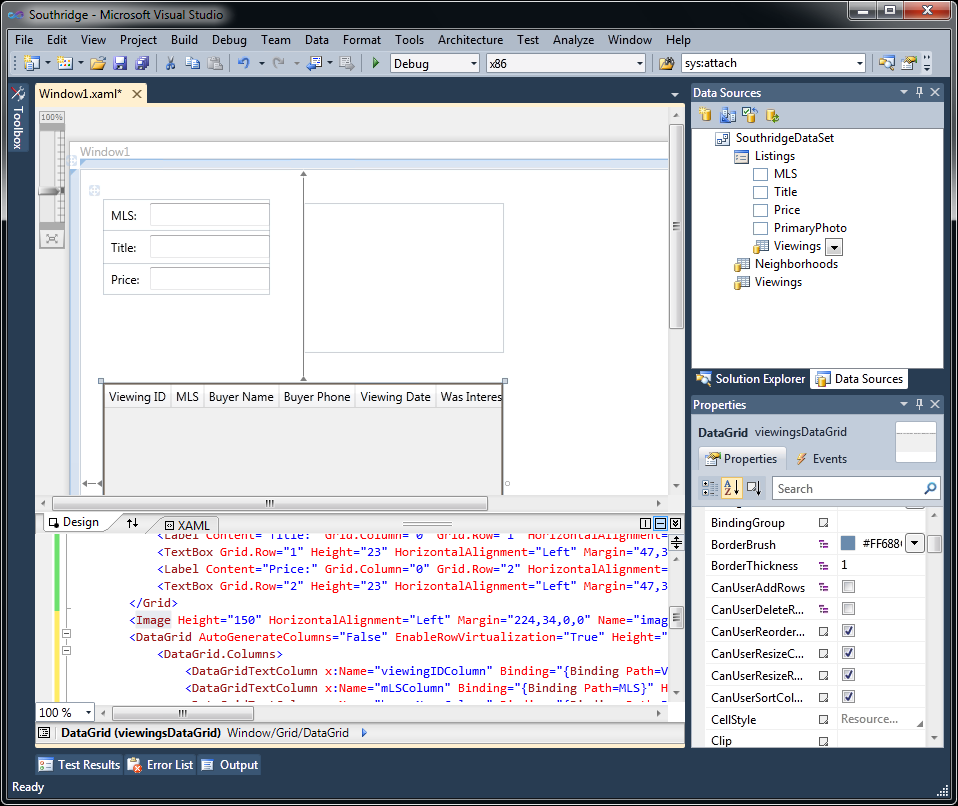 Southridge - Microsoft Visual Studio
File Edit View Project Build Debug Team Data Format Tools Architecture Test Analyze Window Help
Debug x86 sys:attach
Toolbox
Window1.xaml*
100%
Window1
MLS:
Title:
Price:
Viewing ID MLS Buyer Name Buyer Phone Viewing Date Was Interes
Design XAML
<Label Content="Title:" Grid.Column="0" Grid.Row="1" HorizontalAlignment=
<TextBox Grid.Row="1" Height="23" HorizontalAlignment="Left" Margin="47,3
<Label Content="Price:" Grid.Column="0" Grid.Row="2" HorizontalAlignment=
<TextBox Grid.Row="2" Height="23" HorizontalAlignment="Left" Margin="47,3
</Grid>
<Image Height="150" HorizontalAlignment="Left" Margin="224,34,0,0" Name="imag
<DataGrid AutoGenerateColumns="False" EnableRowVirtualization="True" Height="
<DataGrid.Columns>
<DataGridTextColumn x:Name="viewingIDColumn" Binding="{Binding Path=V
<DataGridTextColumn x:Name="mLSColumn" Binding="{Binding Path=MLS}" H
100 %
DataGrid (viewingsDataGrid) Window/Grid/DataGrid
Data Sources
SouthridgeDataSet
Listings
MLS
Title
Price
PrimaryPhoto
Viewings
Neighborhoods
Viewings
Solution Explorer Data Sources
Properties
DataGrid viewingsDataGrid
Properties Events
Search
BindingGroup
BorderBrush #FF688
BorderThickness 1
CanUserAddRows
CanUserDeleteR...
CanUserReorder...
CanUserResizeC...
CanUserResizeR...
CanUserSortCol...
CellStyle Resource...
Clip
Test Results Error List Output
Ready